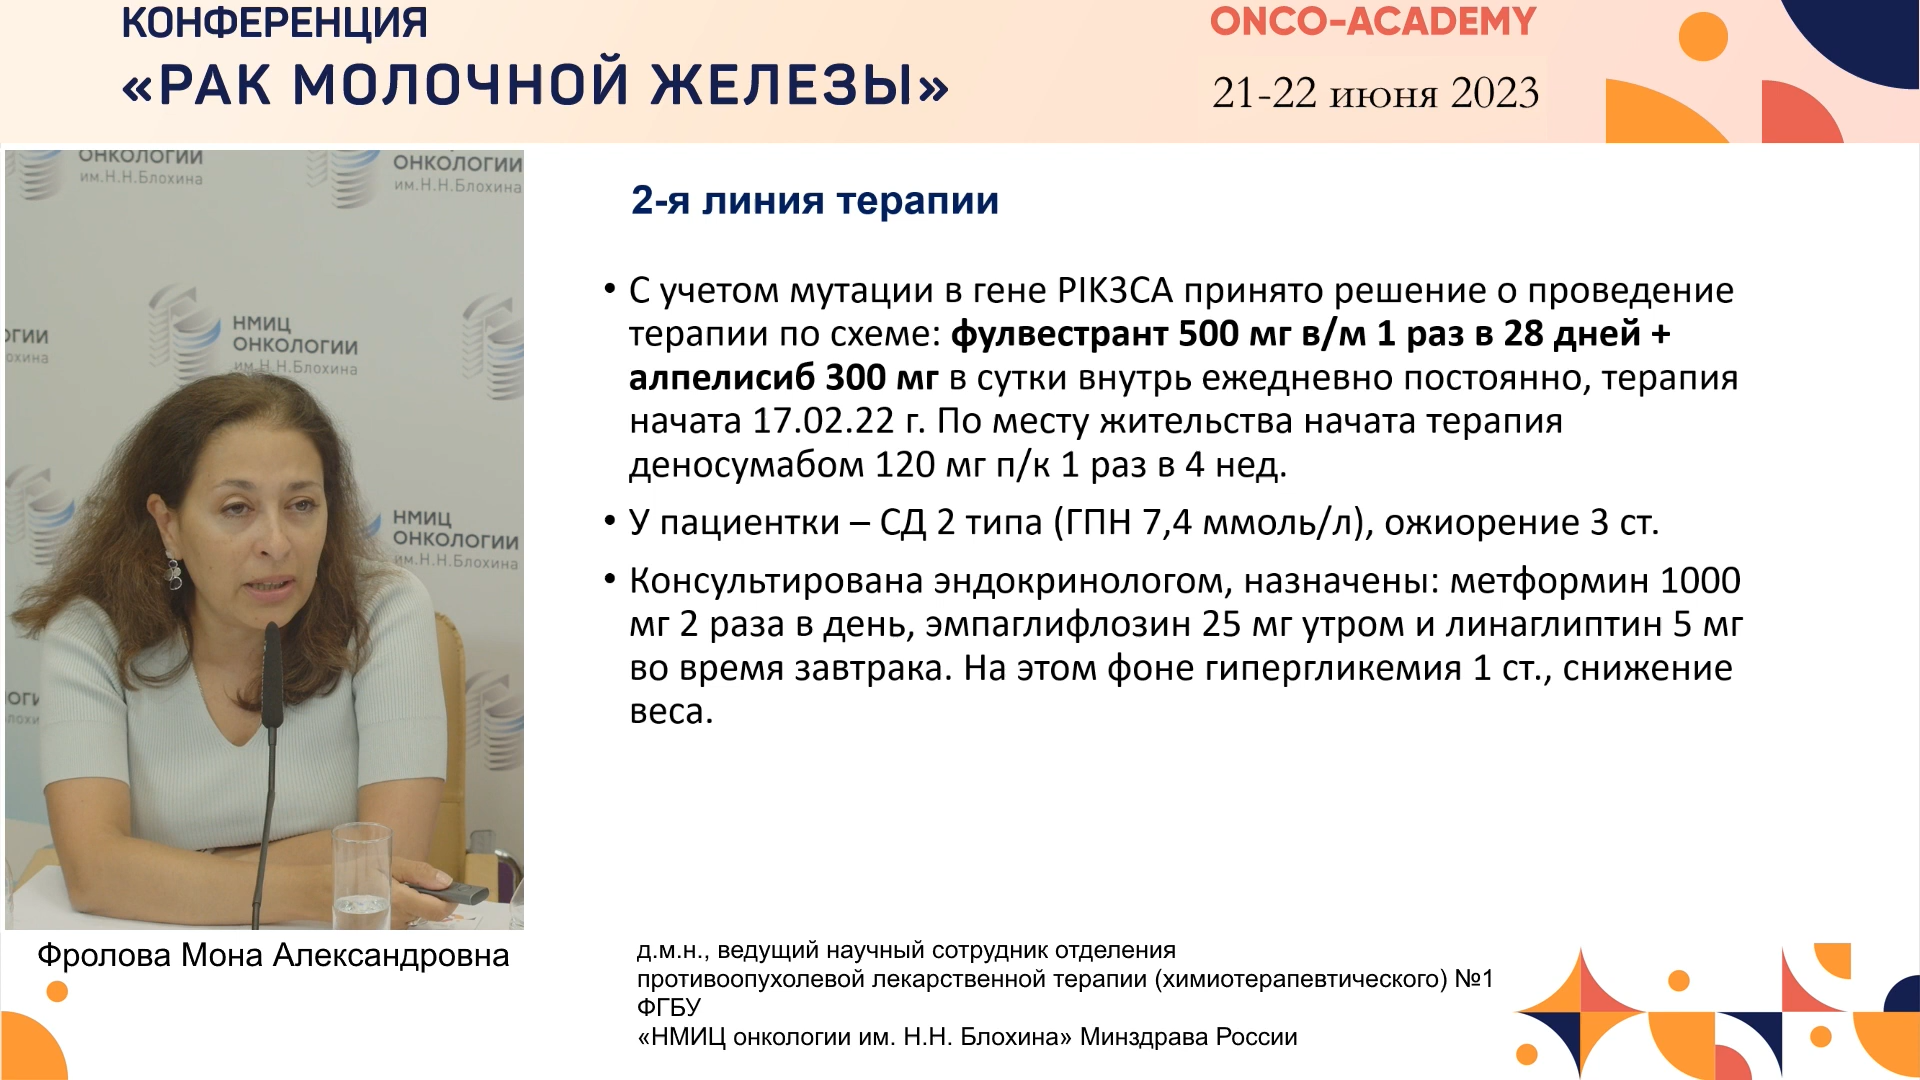 КОНФЕРЕНЦИЯ
«РАК МОЛОЧНОЙ ЖЕЛЕЗЫ»
ONCO-ACADEMY
21-22 июня 2023
ОНКОЛОГИИ
им.Н.Н.Блохина
ОНКОЛОГИИ
им.Н.Н.Блохина
НМИЦ
ОНКОЛОГИИ
им.Н.Н.Блохина
НМИЦ
ОНКОЛОГИИ
им.Н.Н.Блохина
2-я линия терапии
• С учетом мутации в гене PIK3CA принято решение о проведение
терапии по схеме: фулвестрант 500 мг в/м 1 раз в 28 дней +
алпелисиб 300 мг в сутки внутрь ежедневно постоянно, терапия
начата 17.02.22 г. По месту жительства начата терапия
деносумабом 120 мг п/к 1 раз в 4 нед.
• У пациентки – СД 2 типа (ГПН 7,4 ммоль/л), ожиорение 3 ст.
• Консультирована эндокринологом, назначены: метформин 1000
мг 2 раза в день, эмпаглифлозин 25 мг утром и линаглиптин 5 мг
во время завтрака. На этом фоне гипергликемия 1 ст., снижение
веса.
Фролова Мона Александровна
д.м.н., ведущий научный сотрудник отделения
противоопухолевой лекарственной терапии (химиотерапевтического) №1
ФГБУ
«НМИЦ онкологии им. Н.Н. Блохина» Минздрава России